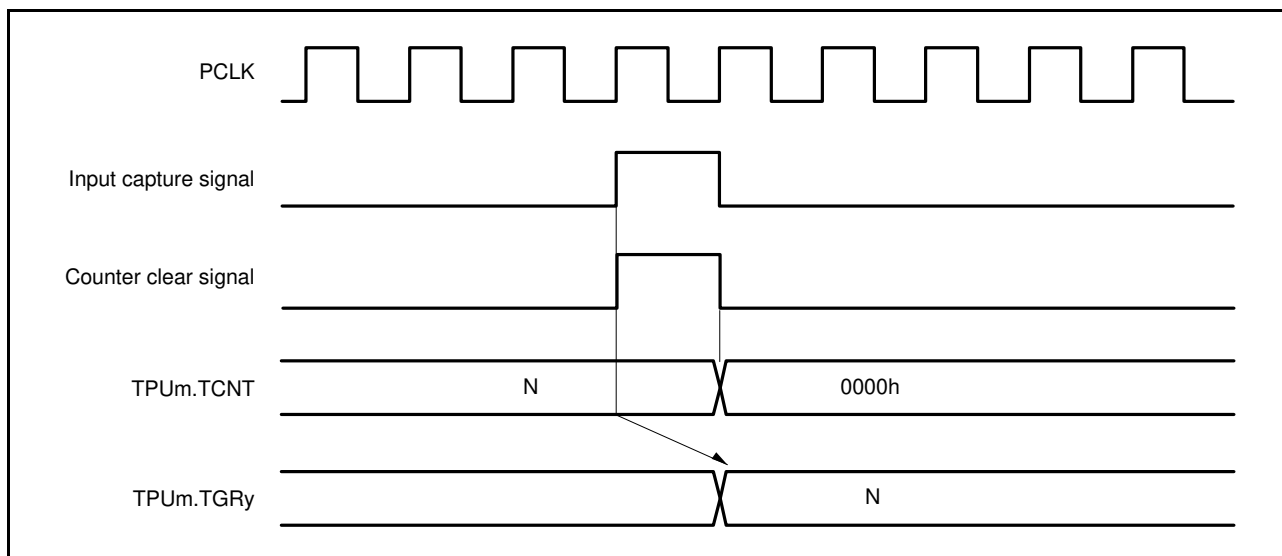 PCLK
Input capture signal
Counter clear signal
TPUm.TCNT
N
0000h
TPUm.TGRy
N